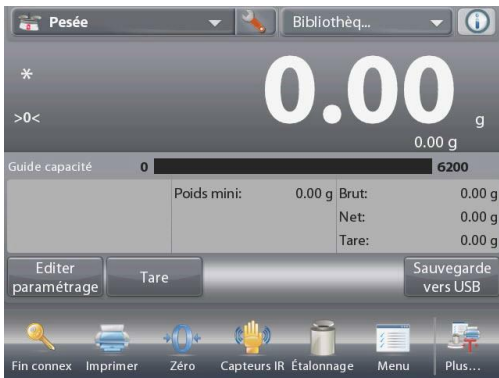 Pesée
Bibliothèq...
*
>0<
0.00 g
0.00 g
Guide capacité 0 6200
Poids mini: 0.00 g Brut: 0.00 g
Net: 0.00 g
Tare: 0.00 g
Editer paramétrage
Tare
Sauvegarde vers USB
Fin connex Imprimer Zéro Capteurs IR Étalonnage Menu Plus...